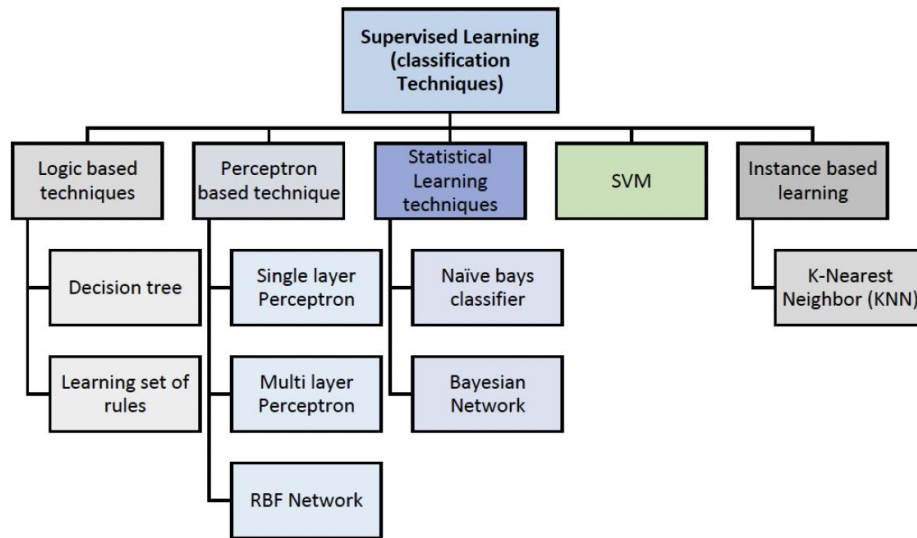 Supervised Learning
(classification
Techniques)
Logic based
techniques
Perceptron
based technique
Statistical
Learning
techniques
SVM
Instance based
learning
Decision tree
Single layer
Perceptron
Naïve bays
classifier
K-Nearest
Neighbor (KNN)
Learning set of
rules
Multi layer
Perceptron
Bayesian
Network
RBF Network